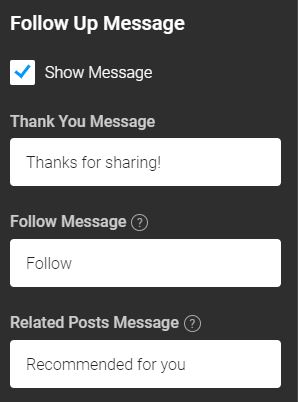 Follow Up Message
Show Message
Thank You Message
Thanks for sharing!
Follow Message ?
Follow
Related Posts Message ?
Recommended for you